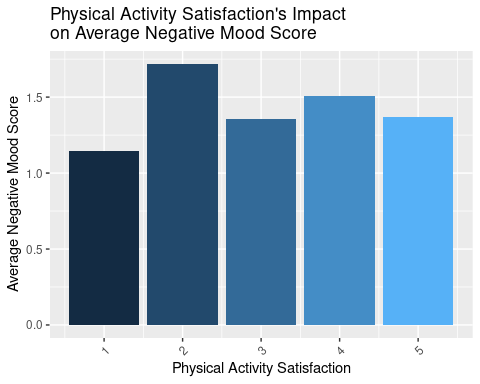 Physical Activity Satisfaction's Impact
on Average Negative Mood Score
Average Negative Mood Score
1.5
1.0
0.5
0.0
1
2
3
4
5
Physical Activity Satisfaction